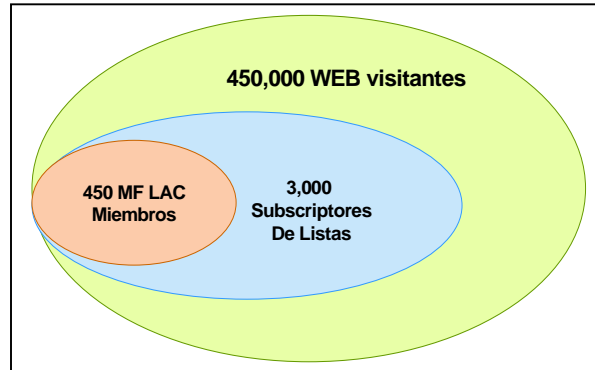 450,000 WEB visitantes
450 MF LAC
Miembros
3,000
Subscriptores
De Listas